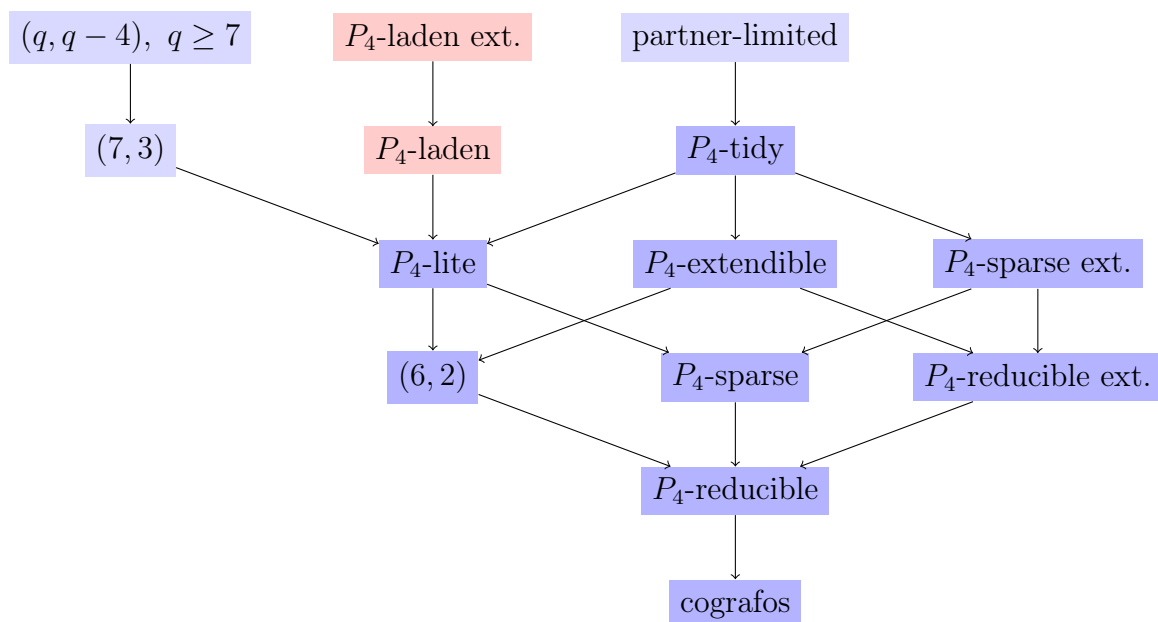 (q, q − 4), q ≥ 7
P₄-laden ext.
partner-limited
(7, 3)
P₄-laden
P₄-tidy
P₄-lite
P₄-extendible
P₄-sparse ext.
(6, 2)
P₄-sparse
P₄-reducible ext.
P₄-reducible
cografos